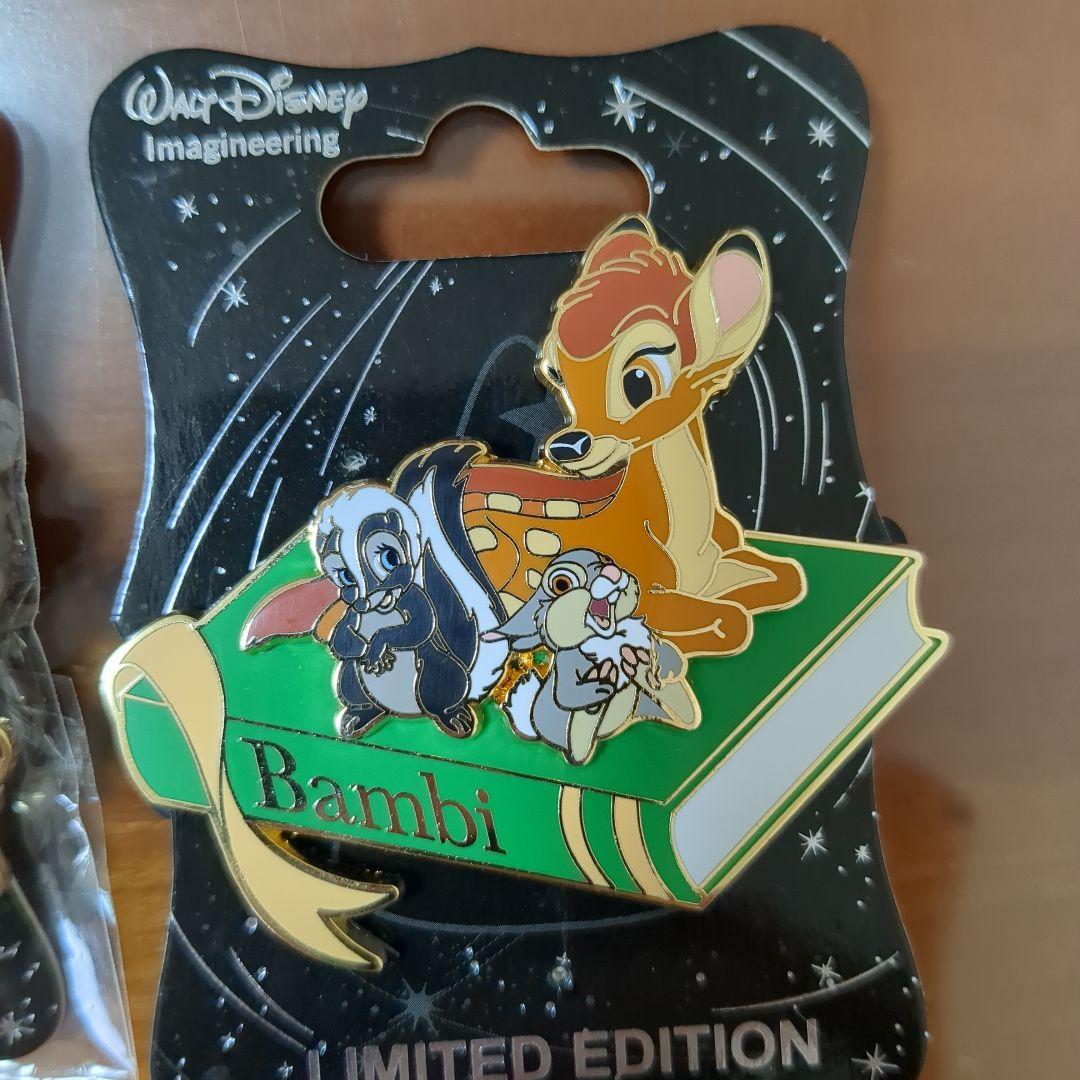 Walt Disney
Imagineering
Bambi
LIMITED EDITION